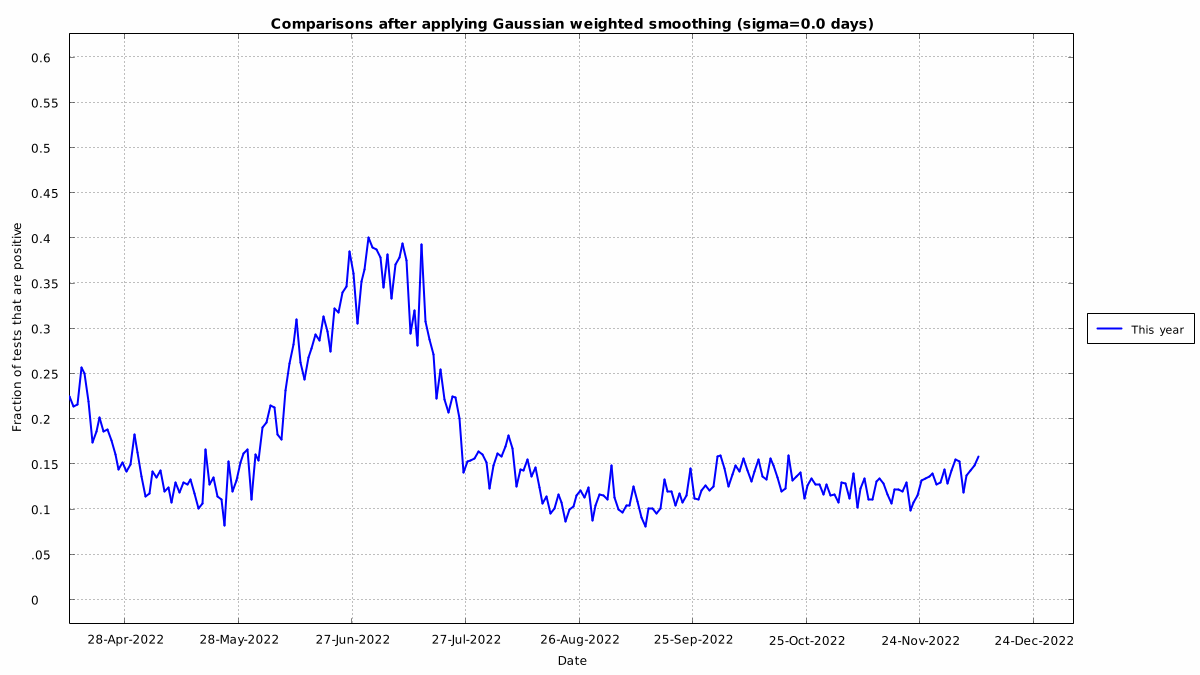 Comparisons after applying Gaussian weighted smoothing (sigma=0.0 days)
0.6
0.55
0.5
0.45
0.4
0.35
0.3
0.25
0.2
0.15
0.1
.05
0
Fraction of tests that are positive
This year
28-Apr-2022 28-May-2022 27-Jun-2022 27-Jul-2022 26-Aug-2022 25-Sep-2022 25-Oct-2022 24-Nov-2022 24-Dec-2022
Date